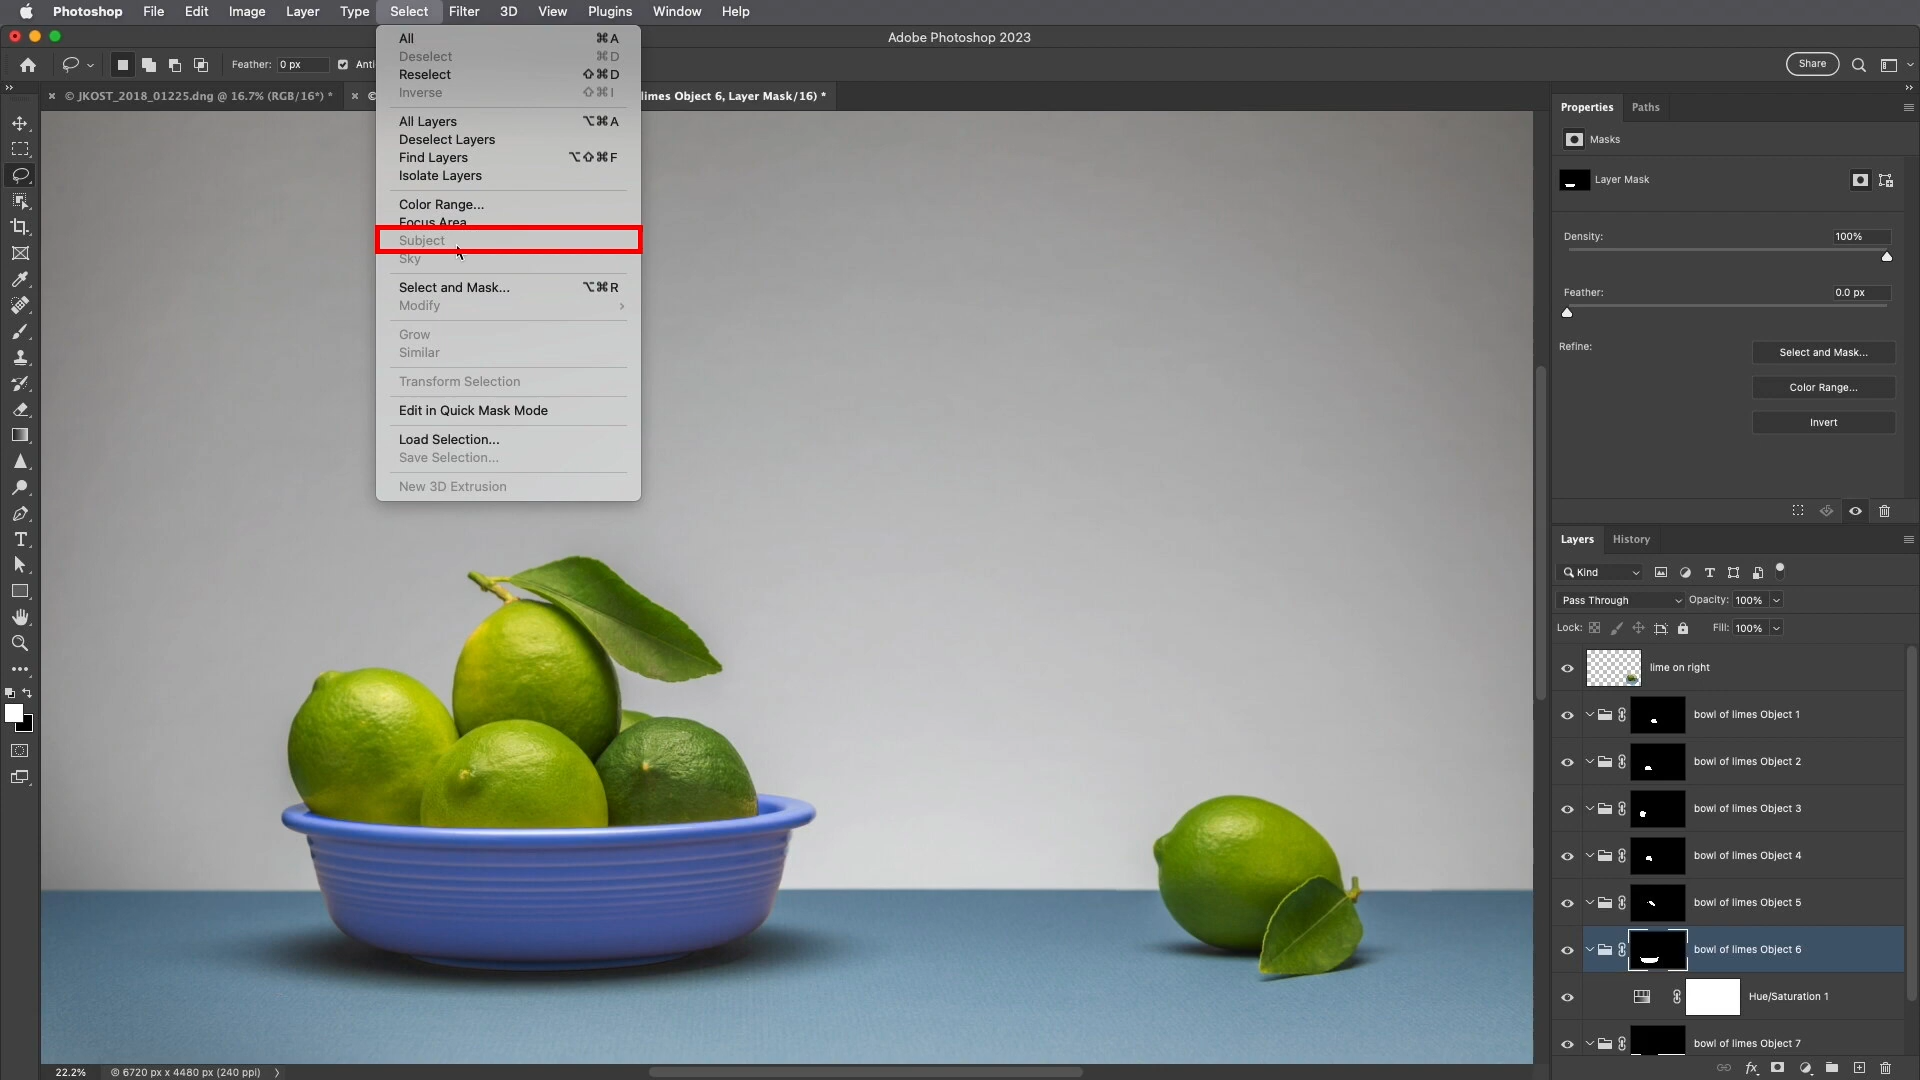 Photoshop File Edit Image Layer Type Select Filter 3D View Plugins Window Help
Adobe Photoshop 2023
Feather: 0 px Anti
Share
© JKOST_2018_01225.dng @ 16.7% (RGB/16*) *
limes Object 6, Layer Mask/16) *
All ⌘A
Deselect ⌘D
Reselect ⇧⌘D
Inverse ⇧⌘I
All Layers ⌥⌘A
Deselect Layers
Find Layers ⌥⇧⌘F
Isolate Layers
Color Range...
Focus Area
Subject
Sky
Select and Mask... ⌥⌘R
Modify
Grow
Similar
Transform Selection
Edit in Quick Mask Mode
Load Selection...
Save Selection...
New 3D Extrusion
Properties Paths
Masks
Layer Mask
Density: 100%
Feather: 0.0 px
Refine:
Select and Mask...
Color Range...
Invert
Layers History
Kind
Pass Through Opacity: 100%
Lock: Fill: 100%
lime on right
bowl of limes Object 1
bowl of limes Object 2
bowl of limes Object 3
bowl of limes Object 4
bowl of limes Object 5
bowl of limes Object 6
Hue/Saturation 1
bowl of limes Object 7
22.2% © 6720 px x 4480 px (240 ppi)